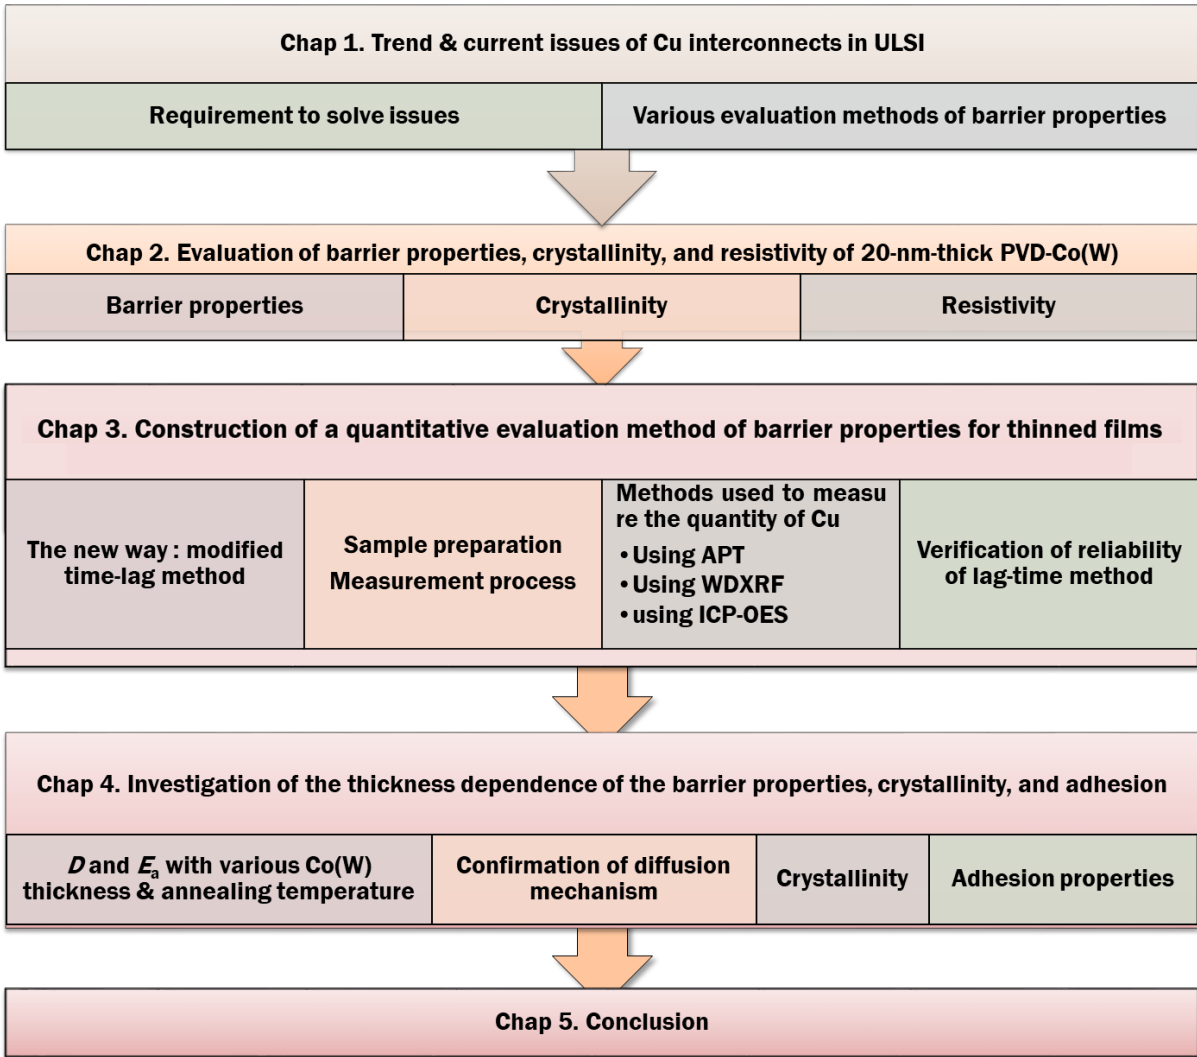 Chap 1. Trend & current issues of Cu interconnects in ULSI
Requirement to solve issues
Various evaluation methods of barrier properties
Chap 2. Evaluation of barrier properties, crystallinity, and resistivity of 20-nm-thick PVD-Co(W)
Barrier properties
Crystallinity
Resistivity
Chap 3. Construction of a quantitative evaluation method of barrier properties for thinned films
The new way : modified
time-lag method
Sample preparation
Measurement process
Methods used to measu
re the quantity of Cu
• Using APT
• Using WDXRF
• using ICP-OES
Verification of reliability
of lag-time method
Chap 4. Investigation of the thickness dependence of the barrier properties, crystallinity, and adhesion
D and Ea with various Co(W)
thickness & annealing temperature
Confirmation of diffusion
mechanism
Crystallinity
Adhesion properties
Chap 5. Conclusion